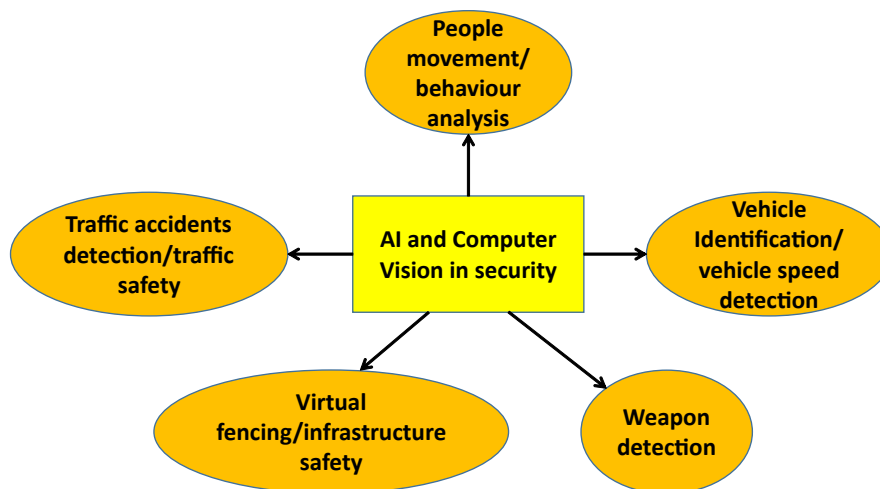 People
movement/
behaviour
analysis
Traffic accidents
detection/traffic
safety
AI and Computer
Vision in security
Vehicle
Identification/
vehicle speed
detection
Virtual
fencing/infrastructure
safety
Weapon
detection